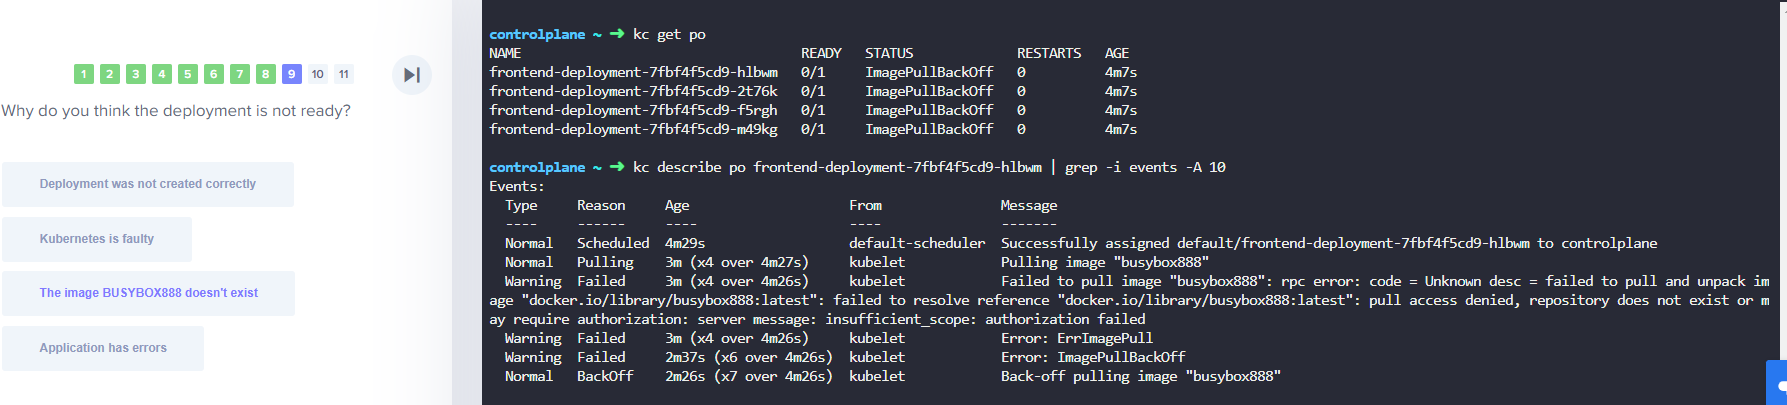 1 2 3 4 5 6 7 8 9 10 11
Why do you think the deployment is not ready?
Deployment was not created correctly
Kubernetes is faulty
The image BUSYBOX888 doesn't exist
Application has errors
controlplane ~ ➜ kc get po
NAME READY STATUS RESTARTS AGE
frontend-deployment-7fbf4f5cd9-hlbwm 0/1 ImagePullBackOff 0 4m7s
frontend-deployment-7fbf4f5cd9-2t76k 0/1 ImagePullBackOff 0 4m7s
frontend-deployment-7fbf4f5cd9-f5rgh 0/1 ImagePullBackOff 0 4m7s
frontend-deployment-7fbf4f5cd9-m49kg 0/1 ImagePullBackOff 0 4m7s
controlplane ~ ➜ kc describe po frontend-deployment-7fbf4f5cd9-hlbwm | grep -i events -A 10
Events:
Type Reason Age From Message
---- ------ ---- ---- -------
Normal Scheduled 4m29s default-scheduler Successfully assigned default/frontend-deployment-7fbf4f5cd9-hlbwm to controlplane
Normal Pulling 3m (x4 over 4m27s) kubelet Pulling image "busybox888"
Warning Failed 3m (x4 over 4m26s) kubelet Failed to pull image "busybox888": rpc error: code = Unknown desc = failed to pull and unpack im
age "docker.io/library/busybox888:latest": failed to resolve reference "docker.io/library/busybox888:latest": pull access denied, repository does not exist or m
ay require authorization: server message: insufficient_scope: authorization failed
Warning Failed 3m (x4 over 4m26s) kubelet Error: ErrImagePull
Warning Failed 2m37s (x6 over 4m26s) kubelet Error: ImagePullBackOff
Normal BackOff 2m26s (x7 over 4m26s) kubelet Back-off pulling image "busybox888"